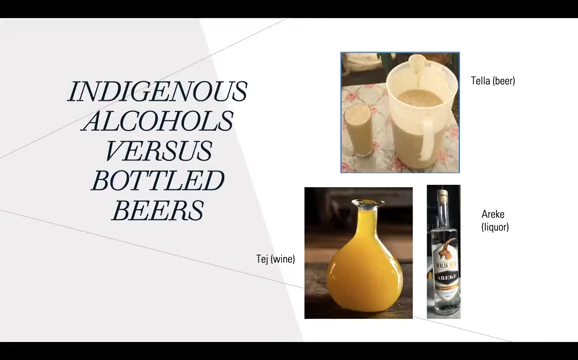 INDIGENOUS
ALCOHOLS
VERSUS
BOTTLED
BEERS
Tella (beer)
Tej (wine)
Areke
(liquor)
AREKE